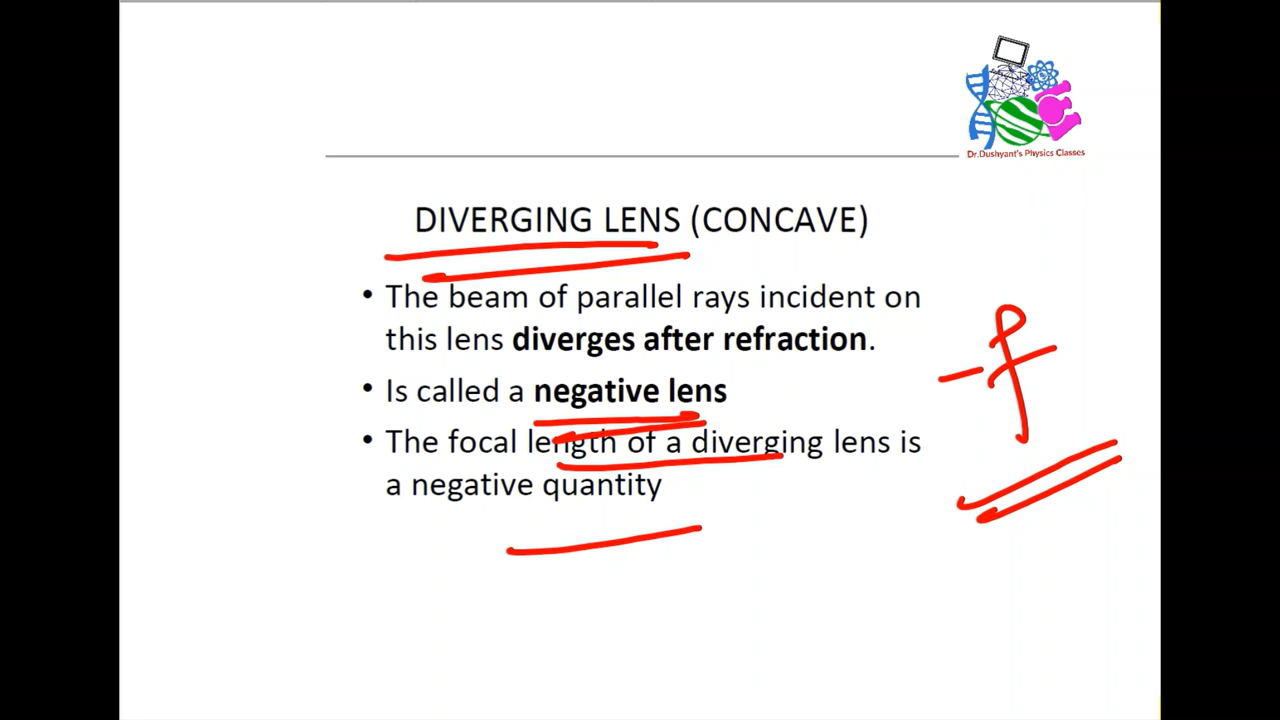 Dr.Dushyant's Physics Classes
DIVERGING LENS (CONCAVE)
• The beam of parallel rays incident on
this lens diverges after refraction.
• Is called a negative lens
• The focal length of a diverging lens is
a negative quantity
-f